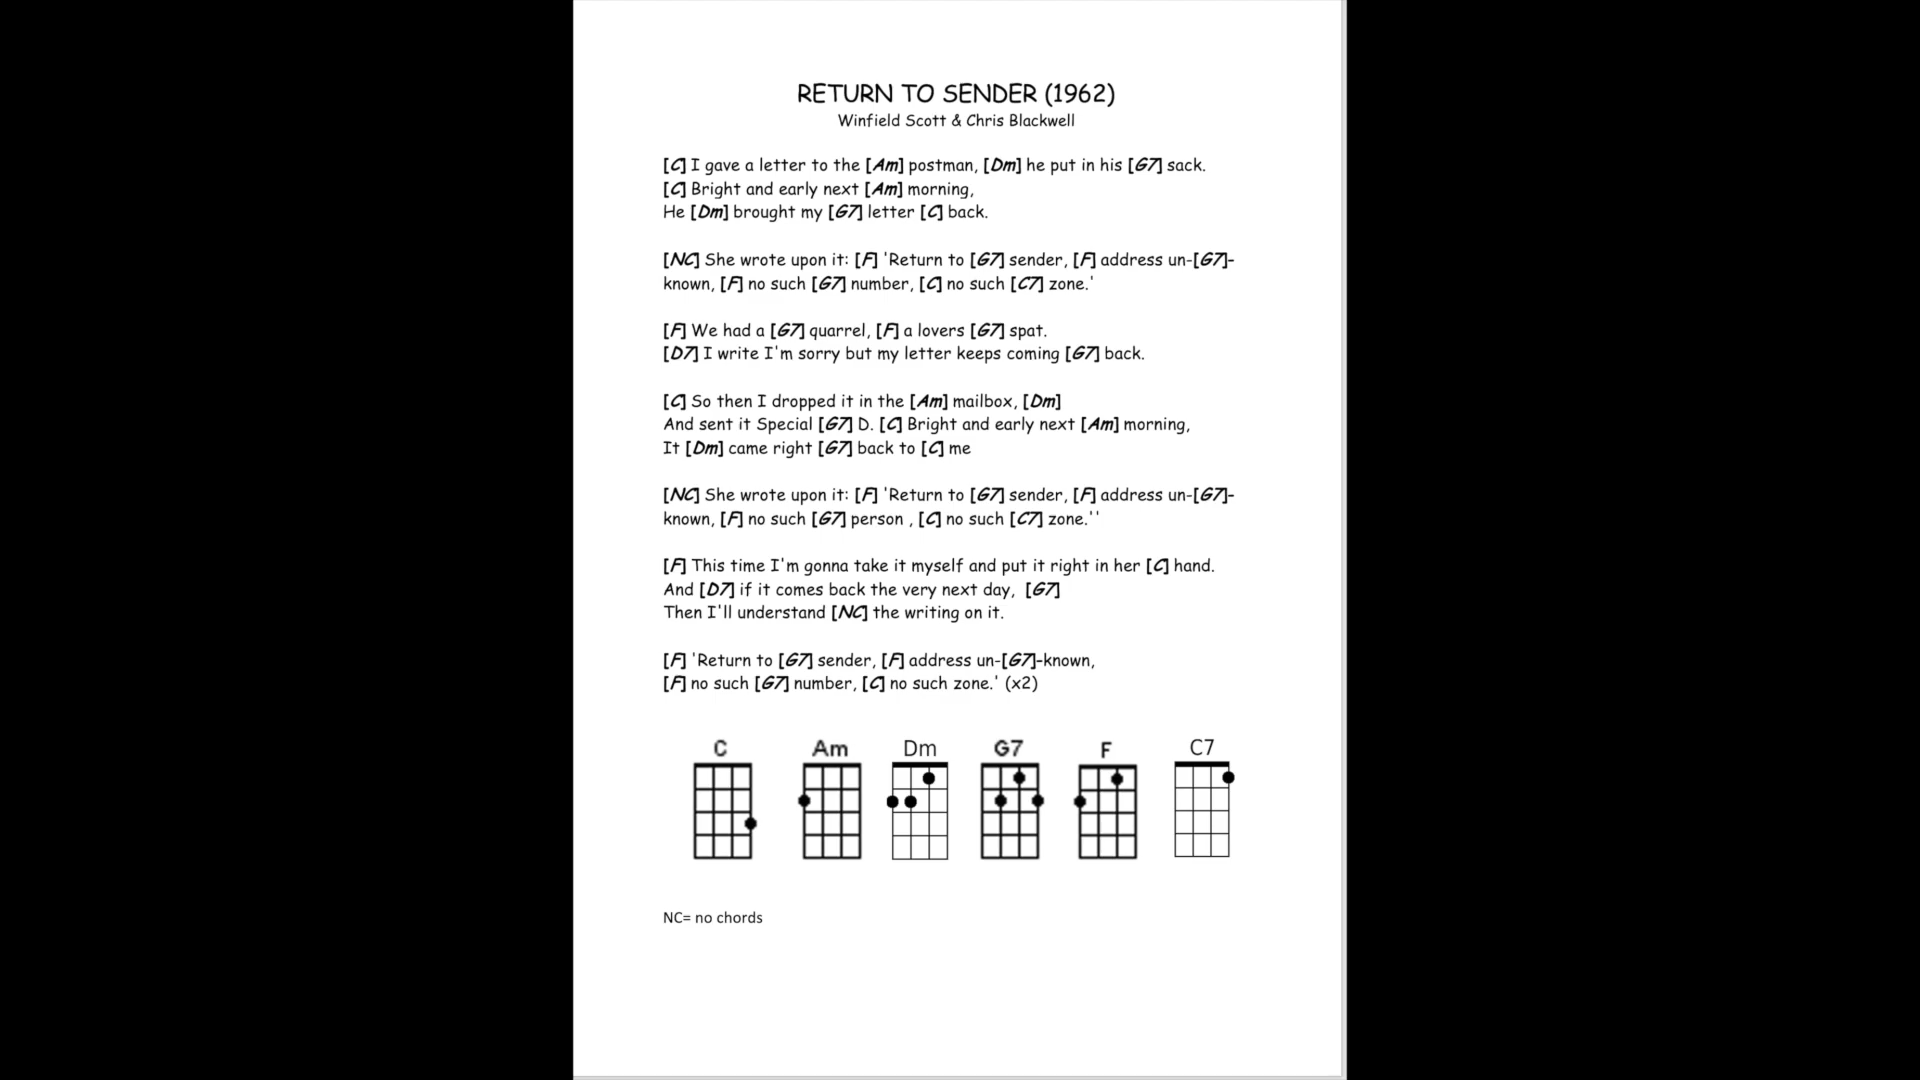 RETURN TO SENDER (1962)
Winfield Scott & Chris Blackwell
[C] I gave a letter to the [Am] postman, [Dm] he put in his [G7] sack.
[C] Bright and early next [Am] morning,
He [Dm] brought my [G7] letter [C] back.
[NC] She wrote upon it: [F] 'Return to [G7] sender, [F] address un-[G7]-
known, [F] no such [G7] number, [C] no such [C7] zone.'
[F] We had a [G7] quarrel, [F] a lovers [G7] spat.
[D7] I write I'm sorry but my letter keeps coming [G7] back.
[C] So then I dropped it in the [Am] mailbox, [Dm]
And sent it Special [G7] D. [C] Bright and early next [Am] morning,
It [Dm] came right [G7] back to [C] me
[NC] She wrote upon it: [F] 'Return to [G7] sender, [F] address un-[G7]-
known, [F] no such [G7] person , [C] no such [C7] zone.''
[F] This time I'm gonna take it myself and put it right in her [C] hand.
And [D7] if it comes back the very next day,  [G7]
Then I'll understand [NC] the writing on it.
[F] 'Return to [G7] sender, [F] address un-[G7]-known,
[F] no such [G7] number, [C] no such zone.' (x2)
C Am Dm G7 F C7
NC= no chords